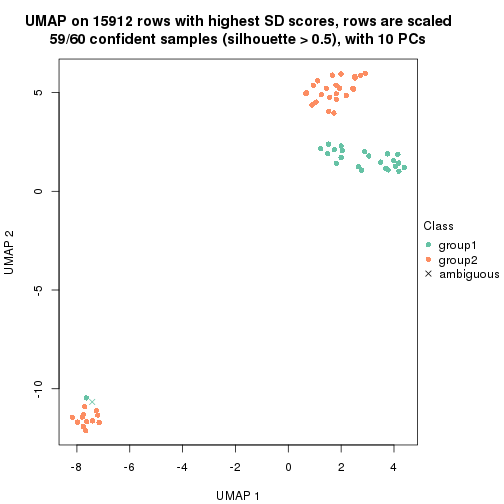 UMAP on 15912 rows with highest SD scores, rows are scaled
59/60 confident samples (silhouette > 0.5), with 10 PCs
5
0
-5
-10
UMAP 2
-8
-6
-4
-2
0
2
4
UMAP 1
Class
group1
group2
ambiguous